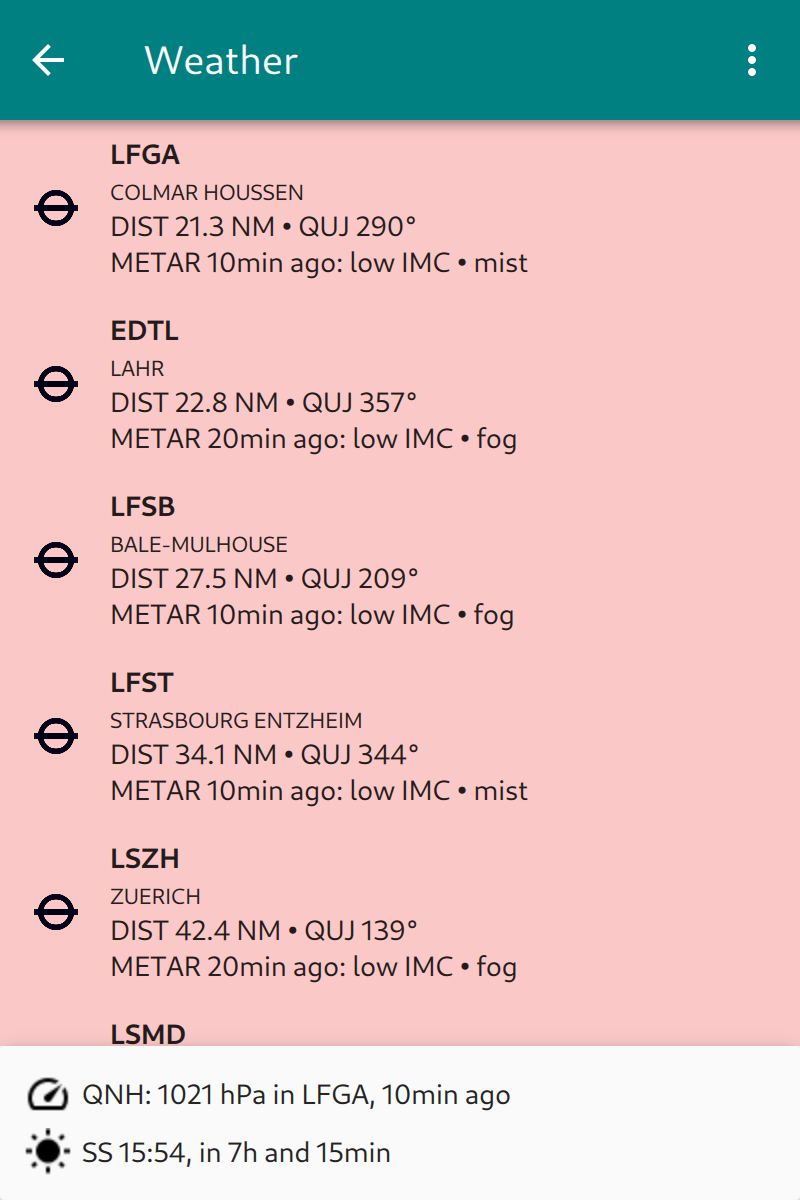 Weather
LFGA
COLMAR HOUSSEN
DIST 21.3 NM • QUJ 290°
METAR 10min ago: low IMC • mist
EDTL
LAHR
DIST 22.8 NM • QUJ 357°
METAR 20min ago: low IMC • fog
LFSB
BALE-MULHOUSE
DIST 27.5 NM • QUJ 209°
METAR 10min ago: low IMC • fog
LFST
STRASBOURG ENTZHEIM
DIST 34.1 NM • QUJ 344°
METAR 10min ago: low IMC • mist
LSZH
ZUERICH
DIST 42.4 NM • QUJ 139°
METAR 20min ago: low IMC • fog
LSMD
QNH: 1021 hPa in LFGA, 10min ago
SS 15:54, in 7h and 15min